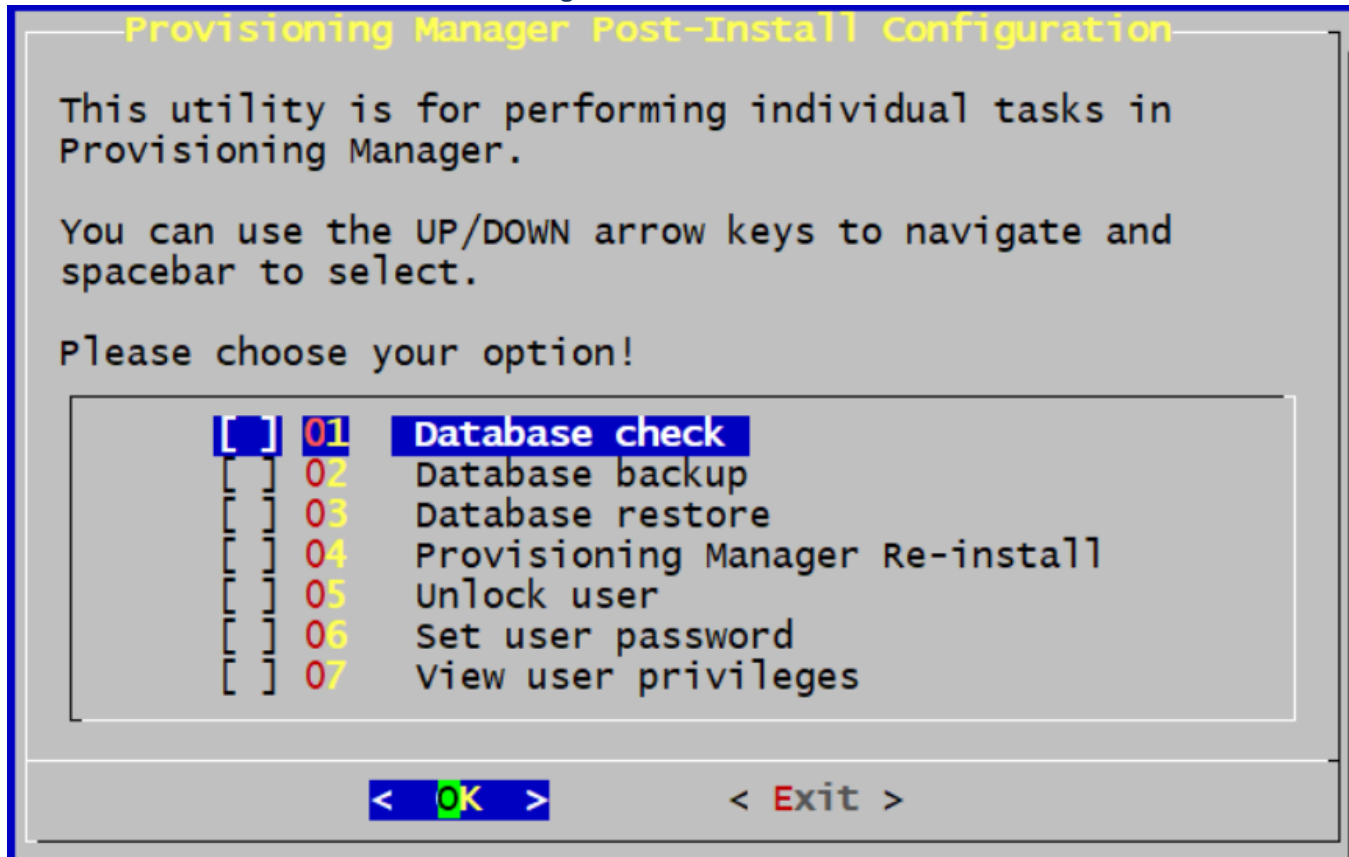 Provisioning Manager Post-Install Configuration
This utility is for performing individual tasks in
Provisioning Manager.
You can use the UP/DOWN arrow keys to navigate and
spacebar to select.
Please choose your option!
[ ] 01 Database check
[ ] 02 Database backup
[ ] 03 Database restore
[ ] 04 Provisioning Manager Re-install
[ ] 05 Unlock user
[ ] 06 Set user password
[ ] 07 View user privileges
< OK > < Exit >